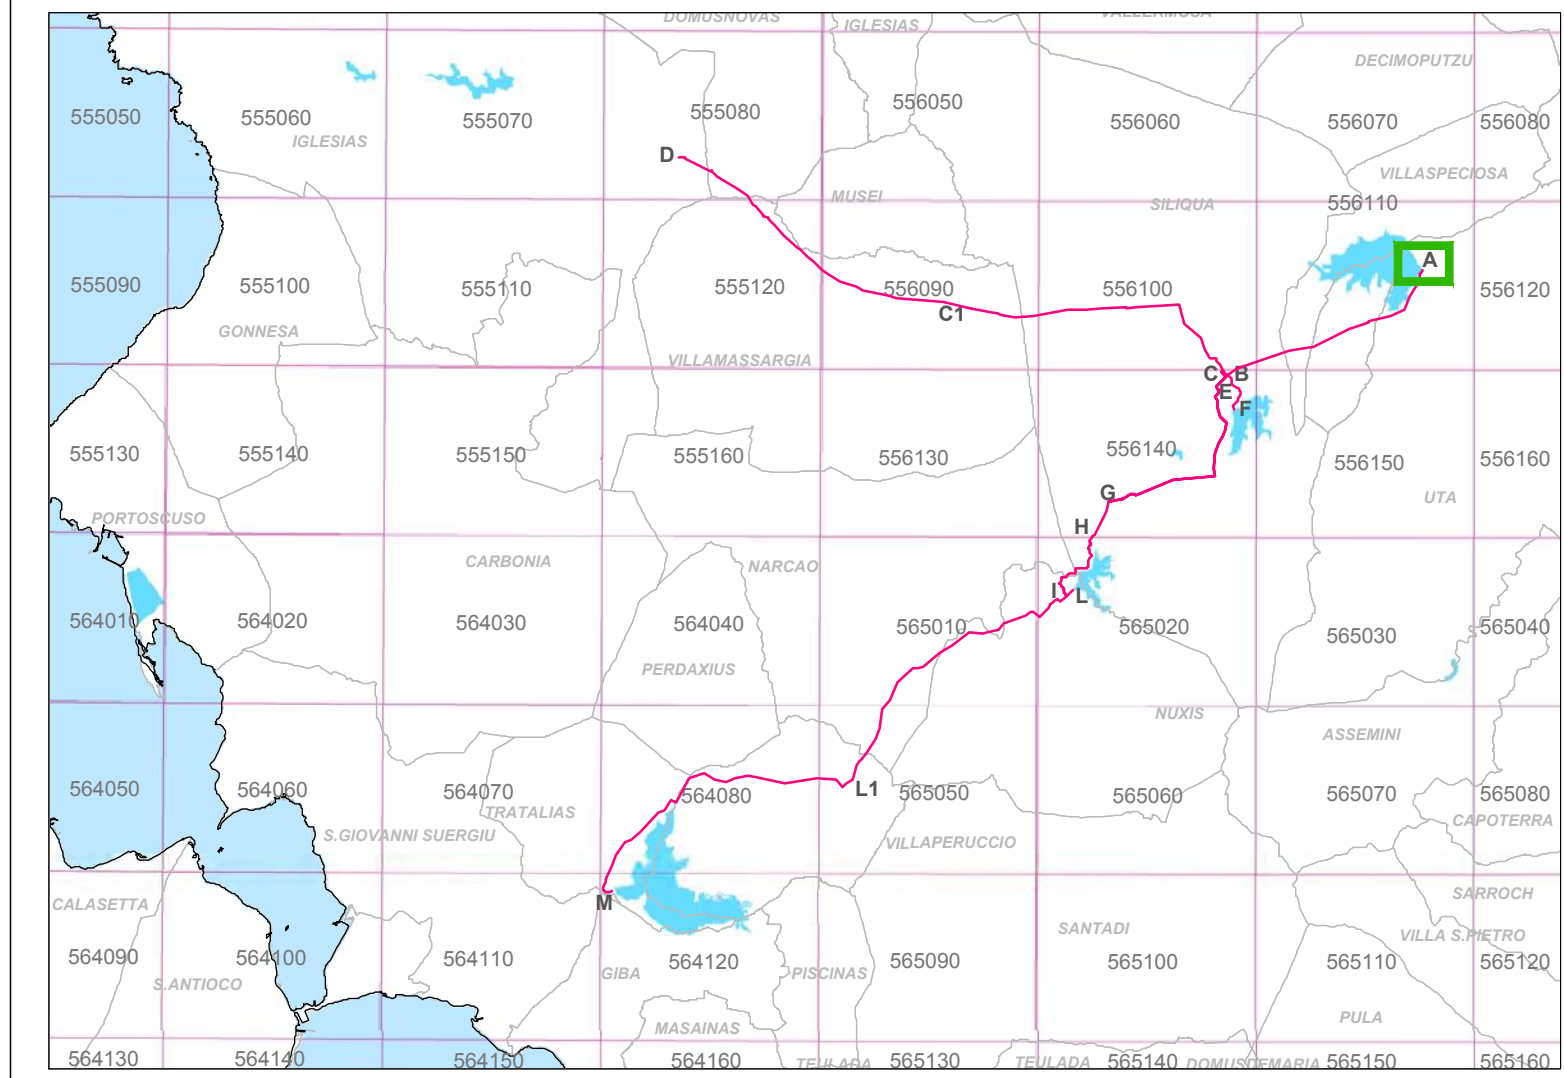 DOMUSNOVAS
IGLESIAS
VALLERMOSA
DECIMOPUTZU
555050
555060
555070
555080
556050
556060
556070
556080
IGLESIAS
D
MUSEI
SILIQUA
VILLASPECIOSA
556110
A
555090
555100
555110
555120
556090
556100
556120
C1
GONNESA
VILLAMASSARGIA
C
B
E
F
555130
555140
555150
555160
556130
556140
556150
556160
G
UTA
PORTOSCUSO
H
CARBONIA
NARCAO
I
L
564010
564020
564030
564040
565010
565020
565030
565040
PERDAXIUS
NUXIS
ASSEMINI
564050
564060
564070
564080
L1
565050
565060
565070
565080
TRATALIAS
CAPOTERRA
S.GIOVANNI SUERGIU
VILLAPERUCCIO
CALASETTA
M
SARROCH
SANTADI
VILLA S.PIETRO
564090
564100
564110
564120
565090
565100
565110
565120
S.ANTIOCO
GIBA
PISCINAS
MASAINAS
PULA
564130
564140
564150
564160
TEULADA
565130
TEULADA
565140
DOMUSDEMARIA
565150
565160